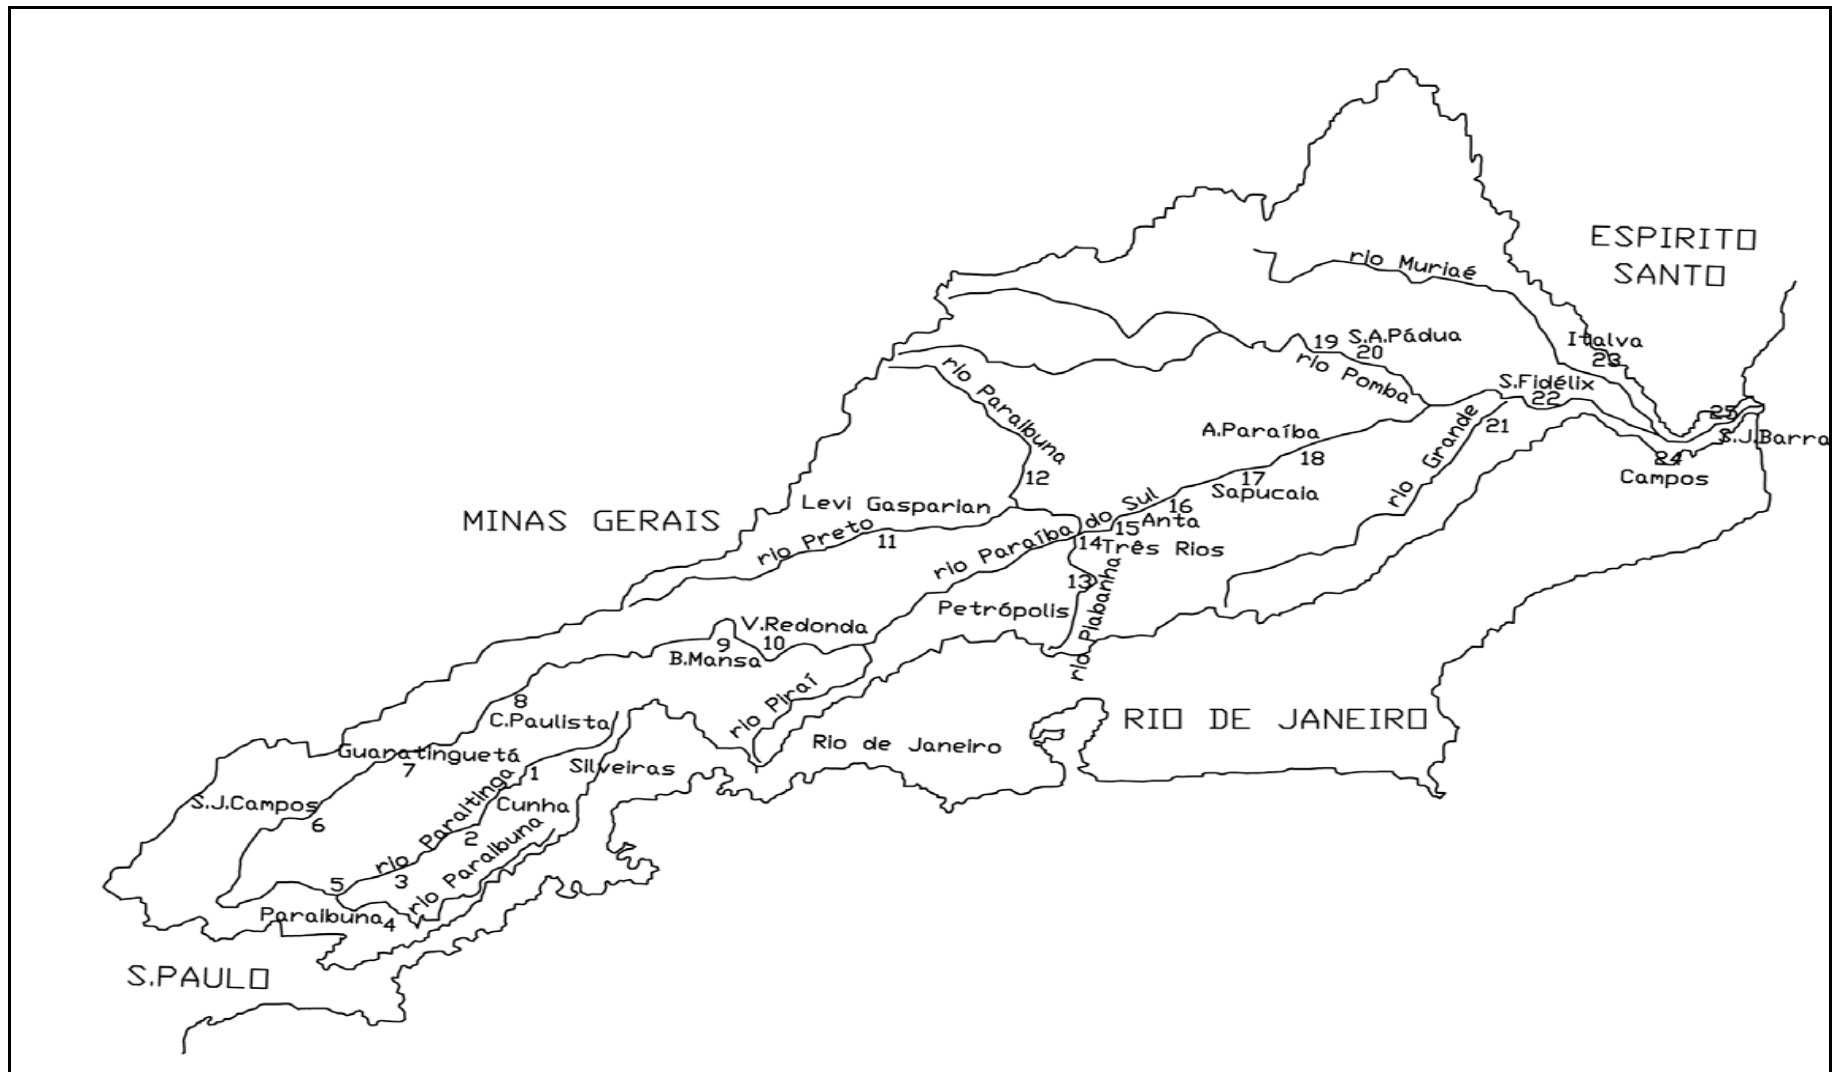 ESPIRITO
SANTO
rio Muriaé
Italva
23
19 S.A.Pádua
20
rio Pomba
S.Fidélix
22
25
S.J.Barra
rio Paraibuna
A.Paraíba
18
rio Grande
21
24
Campos
12
17
Sapucaia
MINAS GERAIS
Levi Gasparian
rio Preto
11
rio Paraíba do Sul
16
15 Anta
14 Três Rios
13
rio Piabanha
Petrópolis
V.Redonda
9
10
B.Mansa
rio Piraí
8
C.Paulista
RIO DE JANEIRO
Rio de Janeiro
Guaratinguetá
7
1
Silveiras
S.J.Campos
6
rio Paraitinga
Cunha
2
rio Paraibuna
5
3
Paraibuna
4
S.PAULO